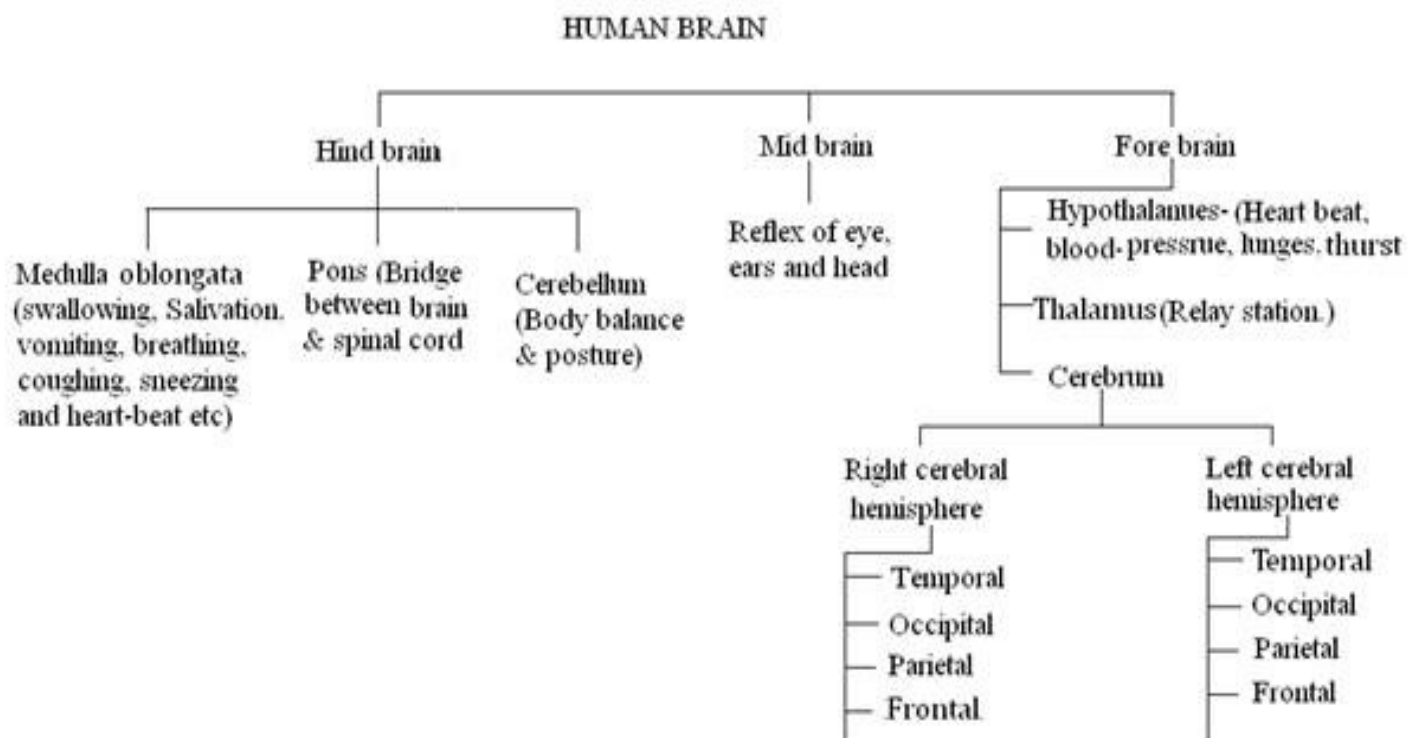 HUMAN BRAIN
Hind brain
Mid brain
Fore brain
Medulla oblongata
(swallowing, Salivation,
vomiting, breathing,
coughing, sneezing
and heart-beat etc)
Pons (Bridge
between brain
& spinal cord
Cerebellum
(Body balance
& posture)
Reflex of eye,
ears and head
Hypothalanues- (Heart beat,
blood- pressrue, lunges, thurst
Thalamus (Relay station.)
Cerebrum
Right cerebral
hemisphere
Temporal
Occipital
Parietal
Frontal
Left cerebral
hemisphere
Temporal
Occipital
Parietal
Frontal